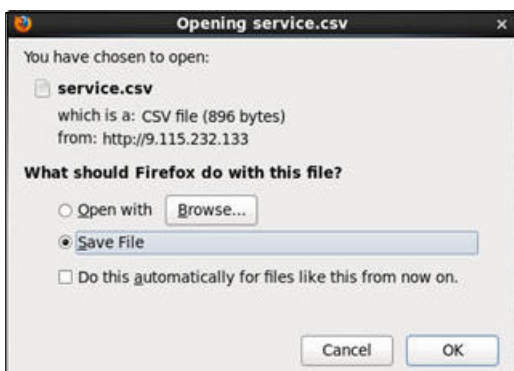 Opening service.csv
You have chosen to open:
service.csv
which is a: CSV file (896 bytes)
from: http://9.115.232.133
What should Firefox do with this file?
Open with Browse...
Save File
Do this automatically for files like this from now on.
Cancel OK